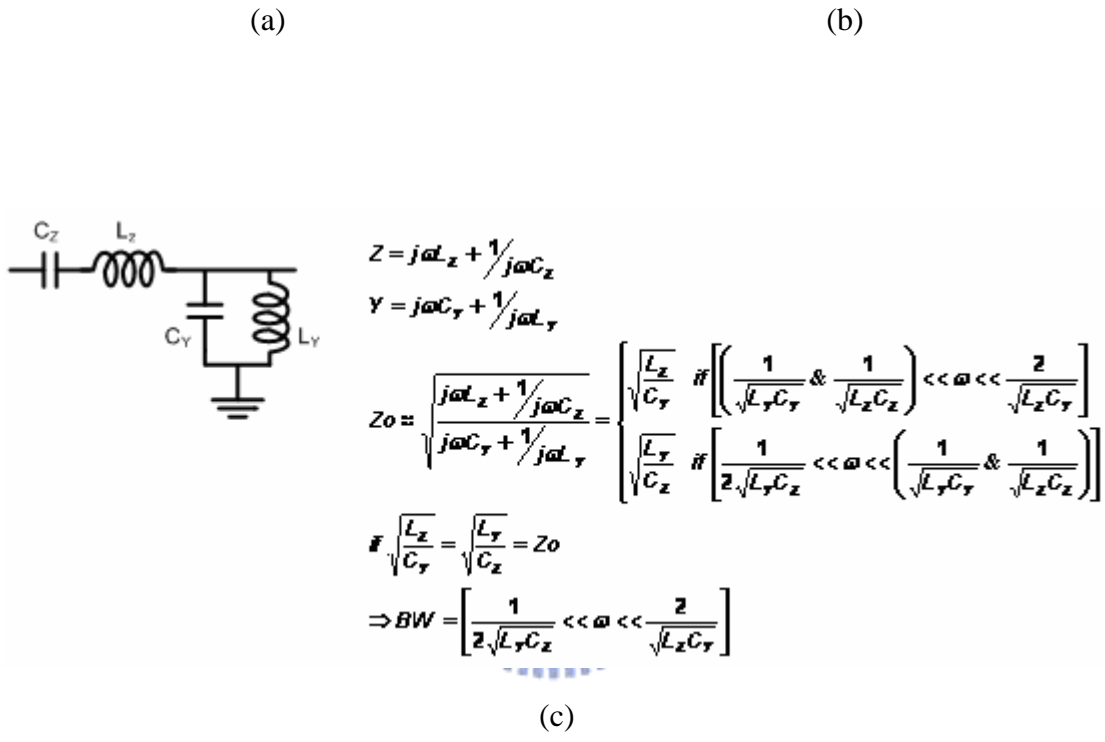 (a) (b)
C_Z L_z
C_Y L_Y
Z = jωL_z + 1/jωC_z
Y = jωC_Y + 1/jωL_Y
Zo ≈ √((jωL_z + 1/jωC_z)/(jωC_Y + 1/jωL_Y)) = { √(L_z/C_Y) if [(1/√(L_YC_Y) & 1/√(L_zC_z)) << ω << 2/√(L_zC_z)]
√(L_Y/C_z) if [1/(2√(L_YC_z)) << ω << (1/√(L_YC_Y) & 1/√(L_zC_z))]
if √(L_z/C_Y) = √(L_Y/C_z) = Zo
⇒ BW = [1/(2√(L_YC_z)) << ω << 2/√(L_zC_Y)]
(c)